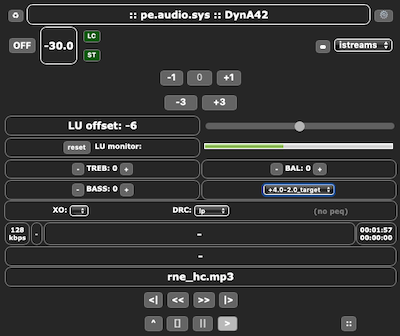 :: pe.audio.sys :: DynA42
OFF -30.0 LC ST istreams
-1 0 +1
-3 +3
LU offset: -6
reset LU monitor:
- TREB: 0 + - BAL: 0 +
- BASS: 0 + +4.0-2.0_target
XO: DRC: lp (no peq)
128 kbps - - 00:01:57 00:00:00
-
rne_hc.mp3
<| << >> |>
^ [] || > ::